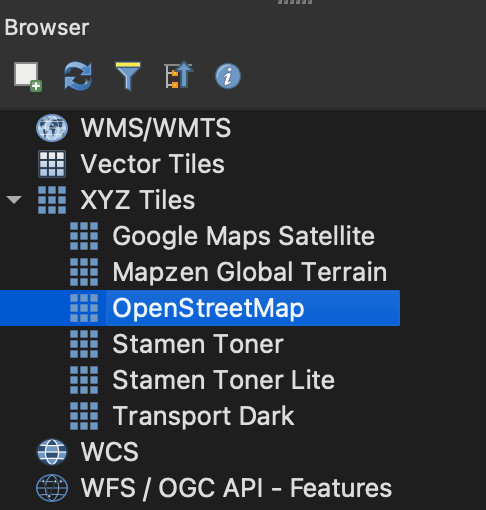 Browser
WMS/WMTS
Vector Tiles
XYZ Tiles
Google Maps Satellite
Mapzen Global Terrain
OpenStreetMap
Stamen Toner
Stamen Toner Lite
Transport Dark
WCS
WFS / OGC API - Features